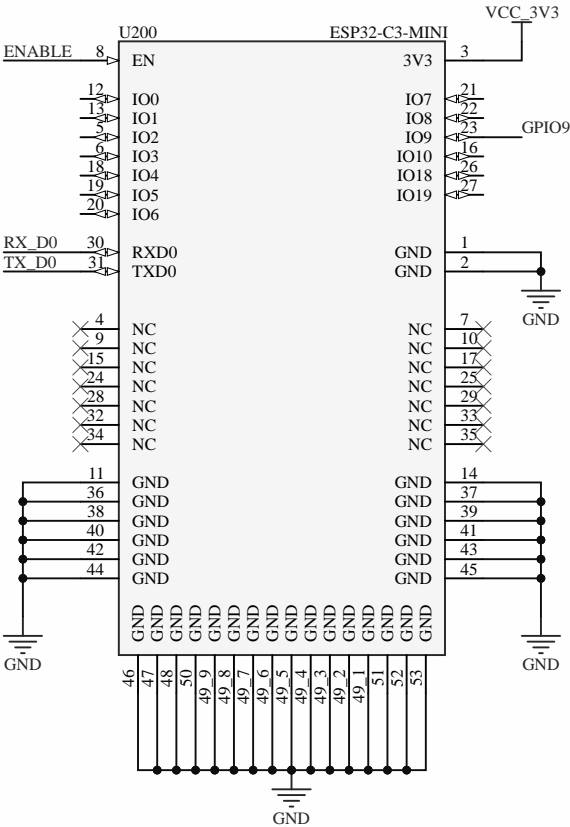 VCC_3V3
U200 ESP32-C3-MINI
ENABLE 8 EN 3V3 3
12 IO0 IO7 21
13 IO1 IO8 22
5 IO2 IO9 23 GPIO9
6 IO3 IO10 16
18 IO4 IO18 26
19 IO5 IO19 27
20 IO6
RX_D0 30 RXD0 GND 1
TX_D0 31 TXD0 GND 2
GND
4 NC NC 7
9 NC NC 10
15 NC NC 17
24 NC NC 25
28 NC NC 29
32 NC NC 33
34 NC NC 35
11 GND GND 14
36 GND GND 37
38 GND GND 39
40 GND GND 41
42 GND GND 43
44 GND GND 45
GND GND GND GND GND GND GND GND GND GND GND GND GND GND GND GND
GND GND
46 47 48 50 49_9 49_8 49_7 49_6 49_5 49_4 49_3 49_2 49_1 51 52 53
GND